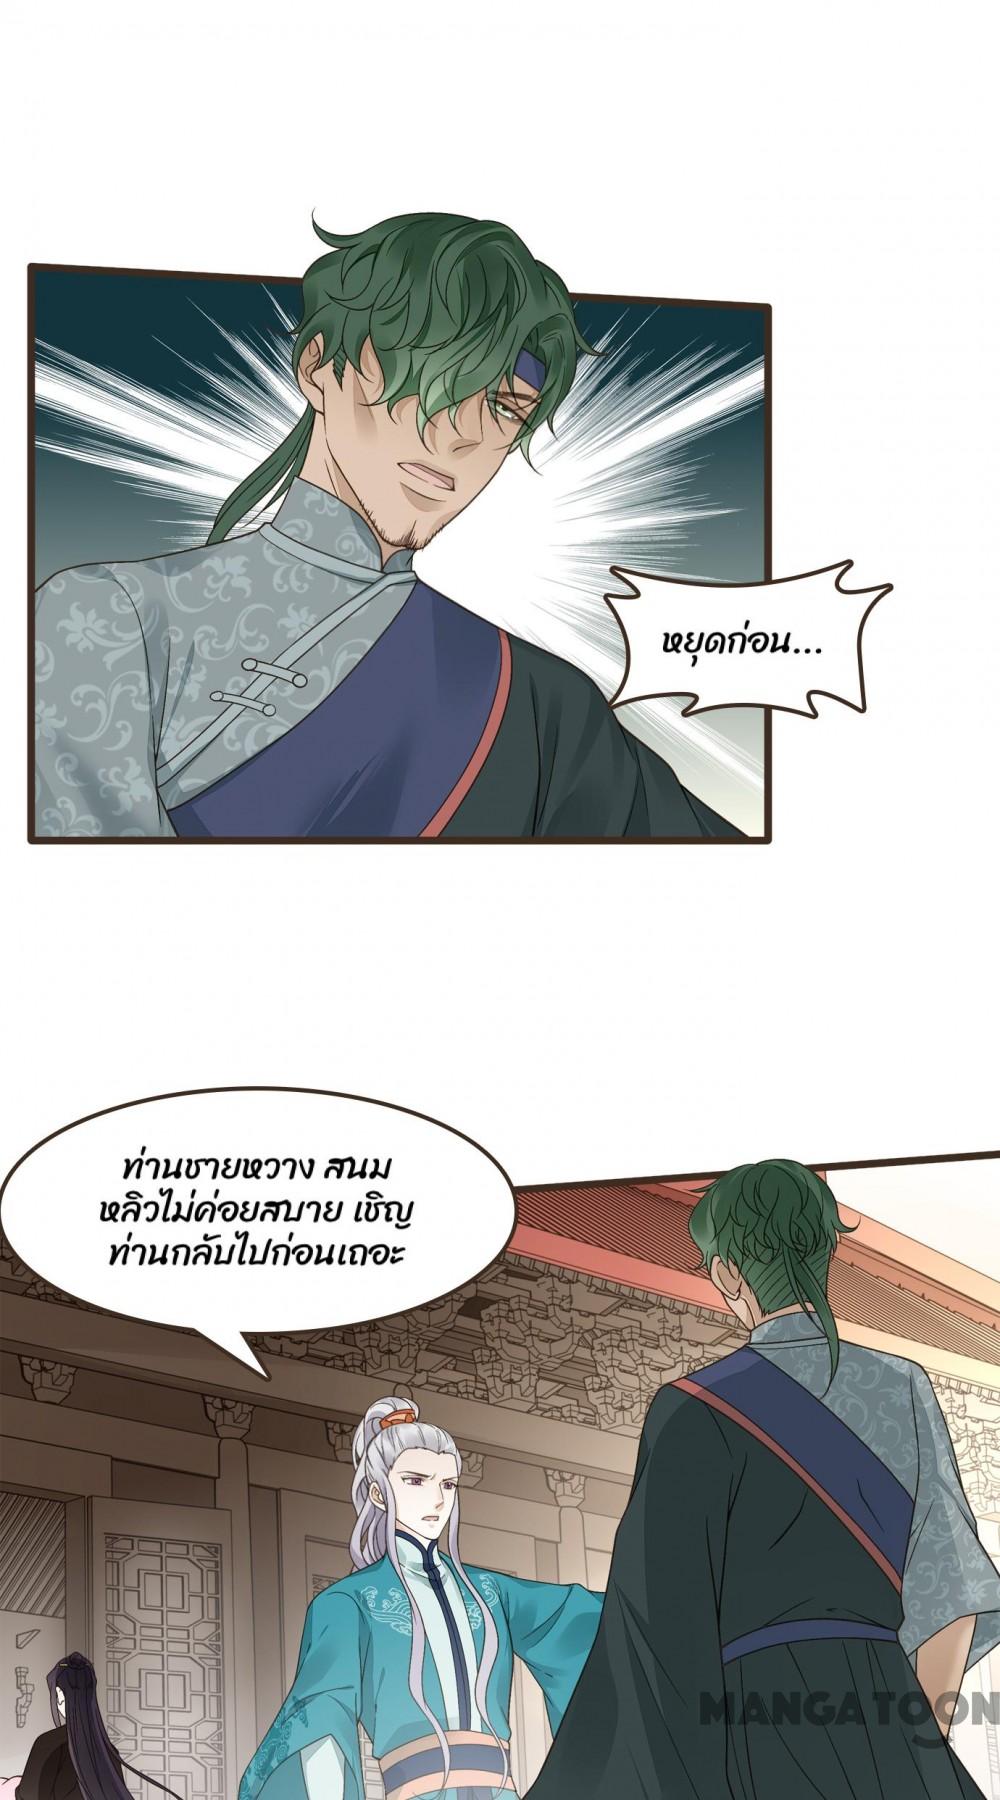 หยุดก่อน...
ท่านชายหวาง สนม
หลิวไม่ค่อยสบาย เชิญ
ท่านกลับไปก่อนเถอะ
MANGA TOON